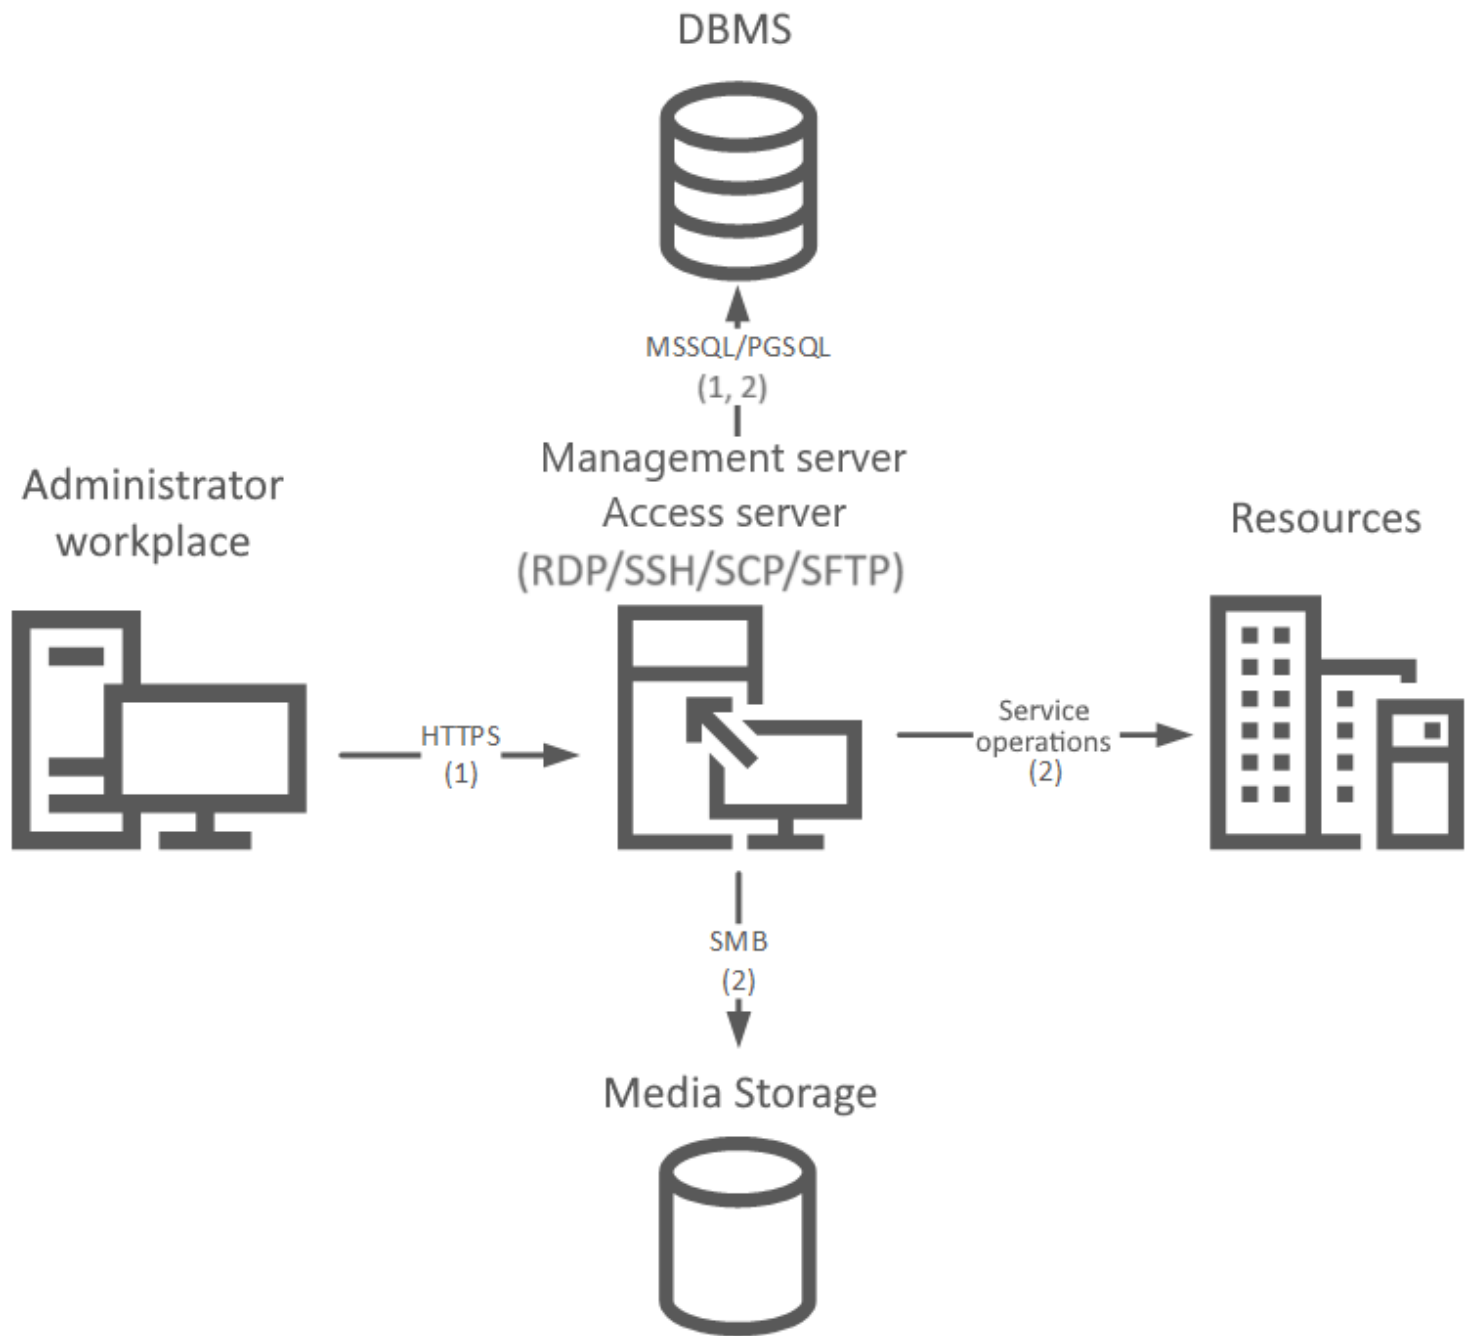 DBMS
MSSQL/PGSQL
(1, 2)
Management server
Access server
(RDP/SSH/SCP/SFTP)
Administrator
workplace
HTTPS
(1)
Service
operations
(2)
Resources
SMB
(2)
Media Storage